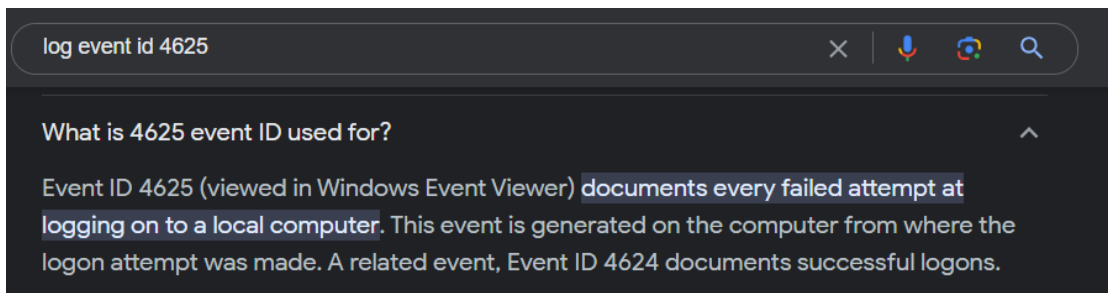 log event id 4625
What is 4625 event ID used for?
Event ID 4625 (viewed in Windows Event Viewer) documents every failed attempt at
logging on to a local computer. This event is generated on the computer from where the
logon attempt was made. A related event, Event ID 4624 documents successful logons.